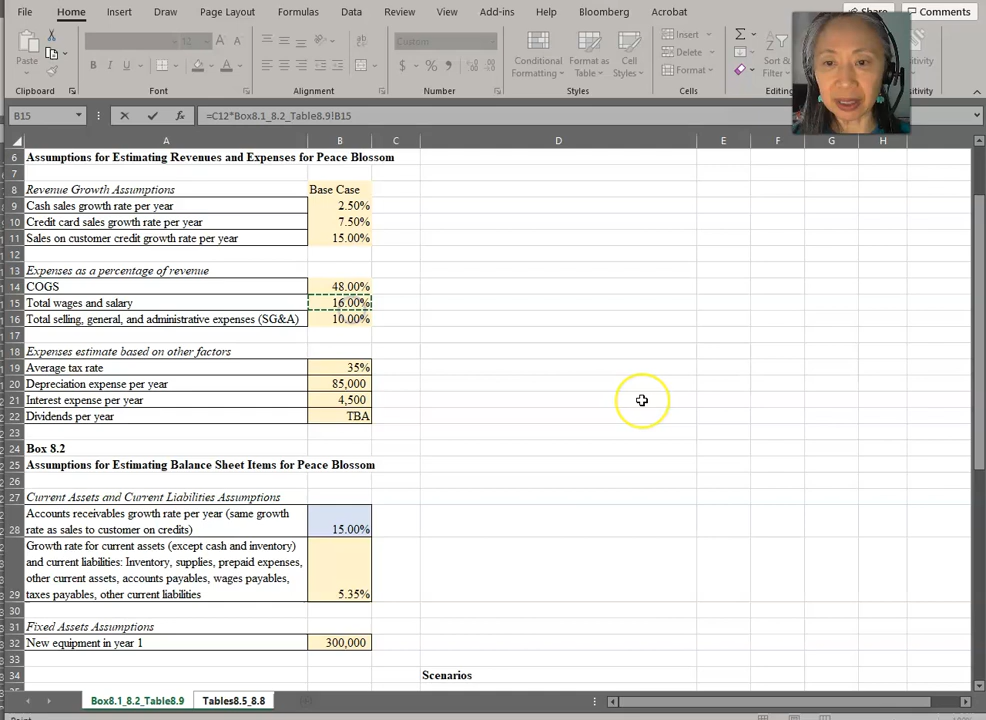 File Home Insert Draw Page Layout Formulas Data Review View Add-ins Help Bloomberg Acrobat Share Comments
Paste
B I U
Custom
$ % ,
Conditional Formatting
Format as Table
Cell Styles
Insert
Delete
Format
Sort & Filter
Clipboard Font Alignment Number Styles Cells Editing
B15 fx =C12*Box8.1_8.2_Table8.9!B15
A B C D E F G H
6 Assumptions for Estimating Revenues and Expenses for Peace Blossom
7
8 Revenue Growth Assumptions Base Case
9 Cash sales growth rate per year 2.50%
10 Credit card sales growth rate per year 7.50%
11 Sales on customer credit growth rate per year 15.00%
12
13 Expenses as a percentage of revenue
14 COGS 48.00%
15 Total wages and salary 16.00%
16 Total selling, general, and administrative expenses (SG&A) 10.00%
17
18 Expenses estimate based on other factors
19 Average tax rate 35%
20 Depreciation expense per year 85,000
21 Interest expense per year 4,500
22 Dividends per year TBA
23
24 Box 8.2
25 Assumptions for Estimating Balance Sheet Items for Peace Blossom
26
27 Current Assets and Current Liabilities Assumptions
Accounts receivables growth rate per year (same growth
28 rate as sales to customer on credits) 15.00%
Growth rate for current assets (except cash and inventory)
and current liabilities: Inventory, supplies, prepaid expenses,
other current assets, accounts payables, wages payables,
29 taxes payables, other current liabilities 5.35%
30
31 Fixed Assets Assumptions
32 New equipment in year 1 300,000
33
34 Scenarios
Box8.1_8.2_Table8.9 Tables8.5_8.8